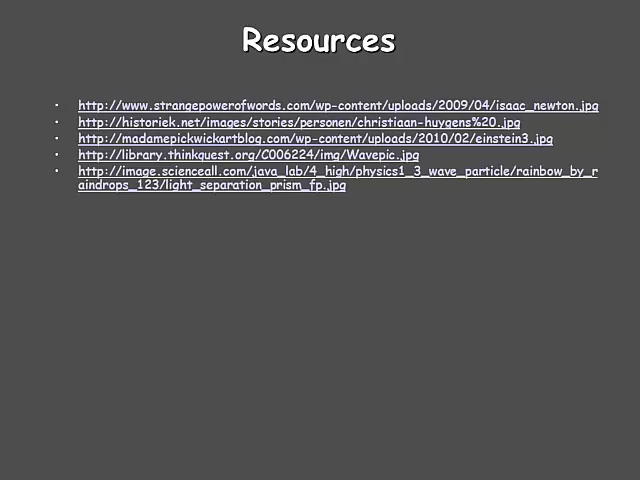 Resources
• http://www.strangepowerofwords.com/wp-content/uploads/2009/04/isaac_newton.jpg
• http://historiek.net/images/stories/personen/christiaan-huygens%20.jpg
• http://madamepickwickartblog.com/wp-content/uploads/2010/02/einstein3.jpg
• http://library.thinkquest.org/C006224/img/Wavepic.jpg
• http://image.scienceall.com/java_lab/4_high/physics1_3_wave_particle/rainbow_by_r
aindrops_123/light_separation_prism_fp.jpg